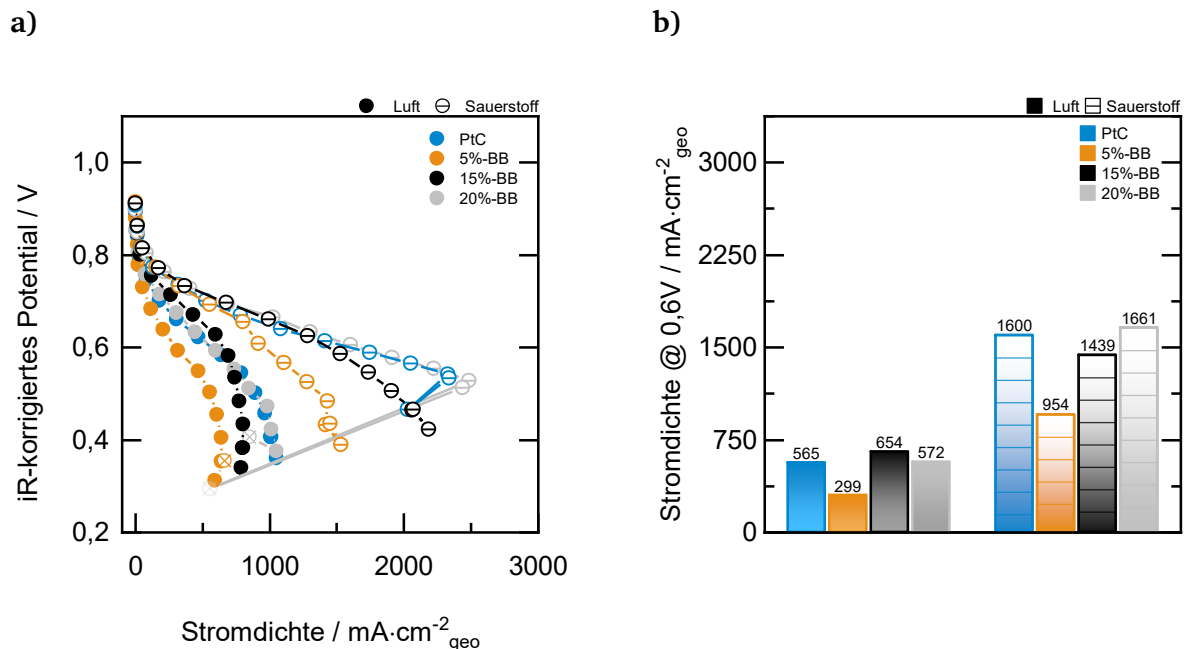 a)
Luft Sauerstoff
PtC
5%-BB
15%-BB
20%-BB
iR-korrigiertes Potential / V
1,0
0,8
0,6
0,4
0,2
0 1000 2000 3000
Stromdichte / mA·cm-2geo
b)
Luft Sauerstoff
PtC
5%-BB
15%-BB
20%-BB
Stromdichte @ 0,6V / mA·cm-2geo
3000
2250
1500
750
0
565
299
654
572
1600
954
1439
1661